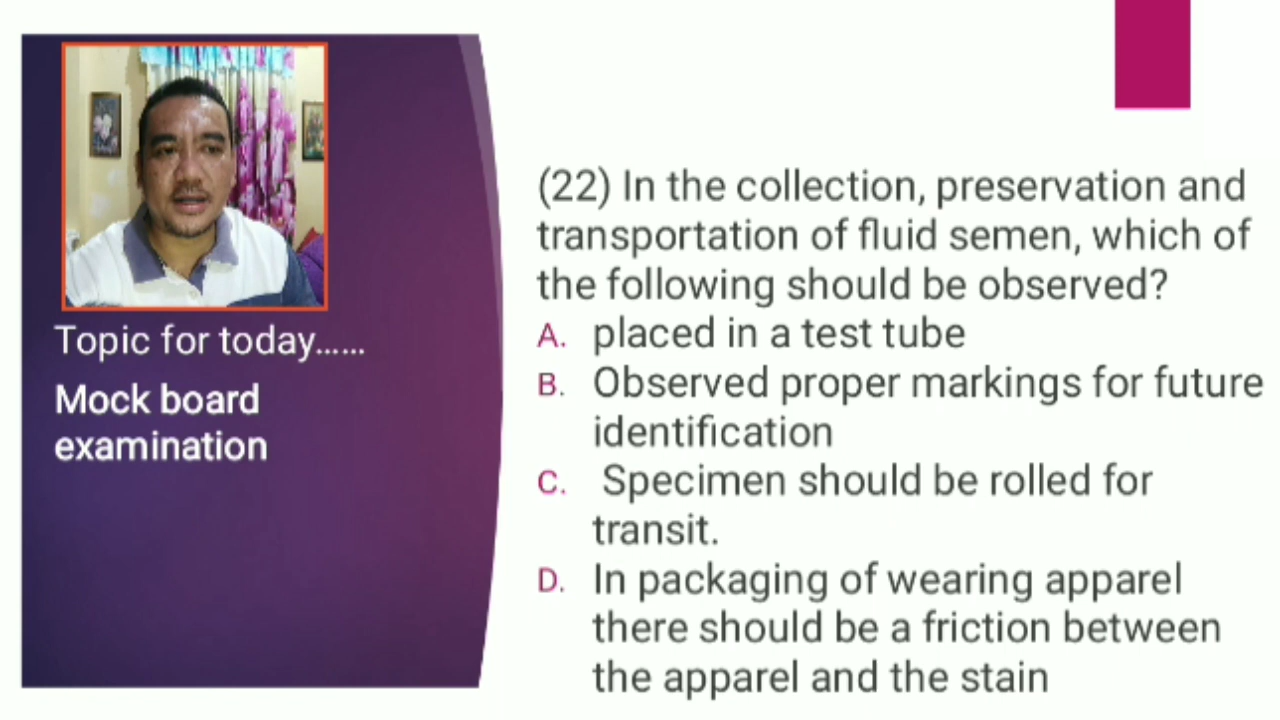 Topic for today......
Mock board
examination
(22) In the collection, preservation and
transportation of fluid semen, which of
the following should be observed?
A. placed in a test tube
B. Observed proper markings for future
identification
C. Specimen should be rolled for
transit.
D. In packaging of wearing apparel
there should be a friction between
the apparel and the stain